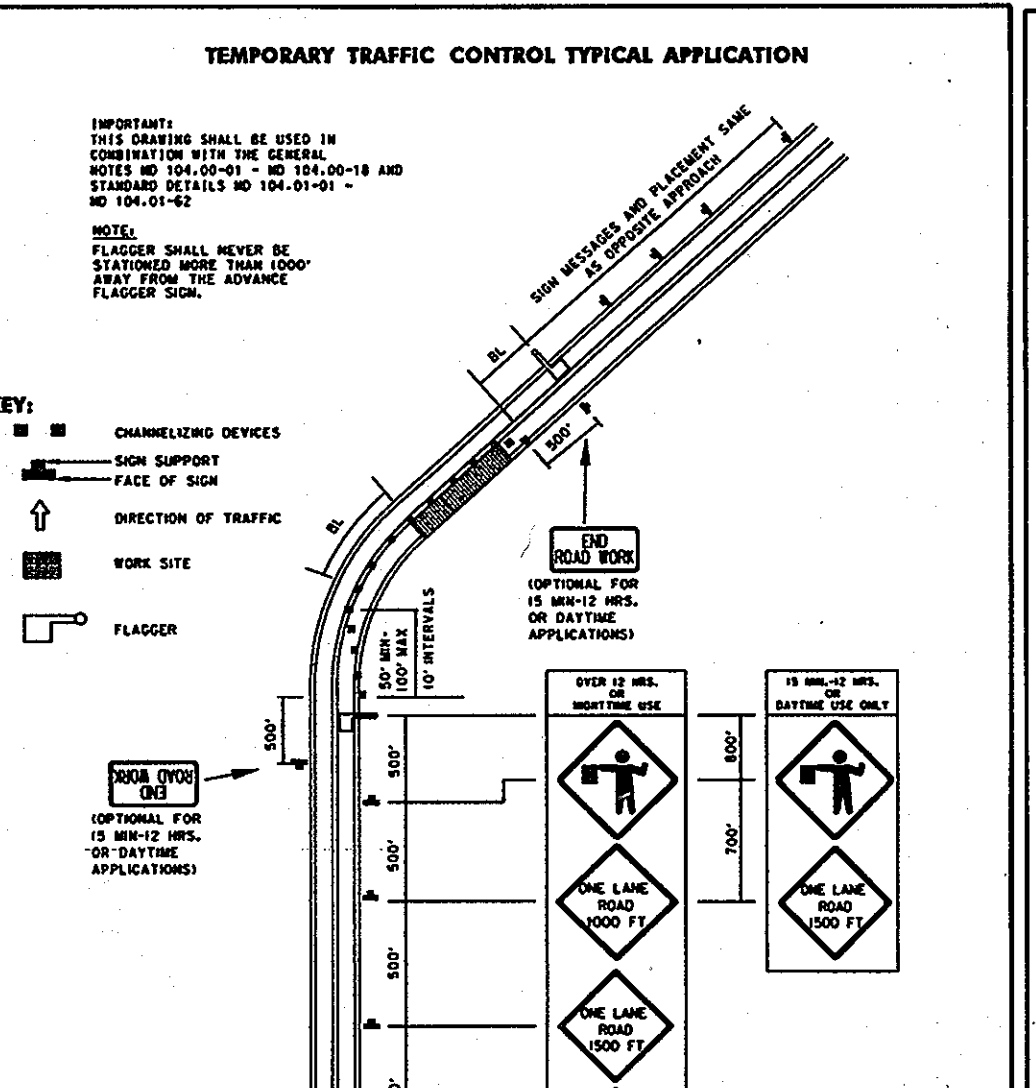 TEMPORARY TRAFFIC CONTROL TYPICAL APPLICATION
IMPORTANT:
THIS DRAWING SHALL BE USED IN
COMBINATION WITH THE GENERAL
NOTES MD 104.00-01 - MD 104.00-18 AND
STANDARD DETAILS MD 104.01-01 -
MD 104.01-62
NOTE:
FLAGGER SHALL NEVER BE
STATIONED MORE THAN 1000'
AWAY FROM THE ADVANCE
FLAGGER SIGN.
SIGN MESSAGES AND PLACEMENT SAME
AS OPPOSITE APPROACH
BL
EY:
CHANNELIZING DEVICES
SIGN SUPPORT
FACE OF SIGN
DIRECTION OF TRAFFIC
WORK SITE
FLAGGER
500'
BL
END
ROAD WORK
(OPTIONAL FOR
15 MIN-12 HRS.
OR DAYTIME
APPLICATIONS)
50' MIN-
100' MAX
10' INTERVALS
500'
END
ROAD WORK
(OPTIONAL FOR
15 MIN-12 HRS.
OR DAYTIME
APPLICATIONS)
500'
500'
500'
OVER 12 HRS.
OR
NIGHTTIME USE
ONE LANE
ROAD
1000 FT
ONE LANE
ROAD
1500 FT
800'
700'
15 MIN.-12 HRS.
OR
DAYTIME USE ONLY
ONE LANE
ROAD
1500 FT